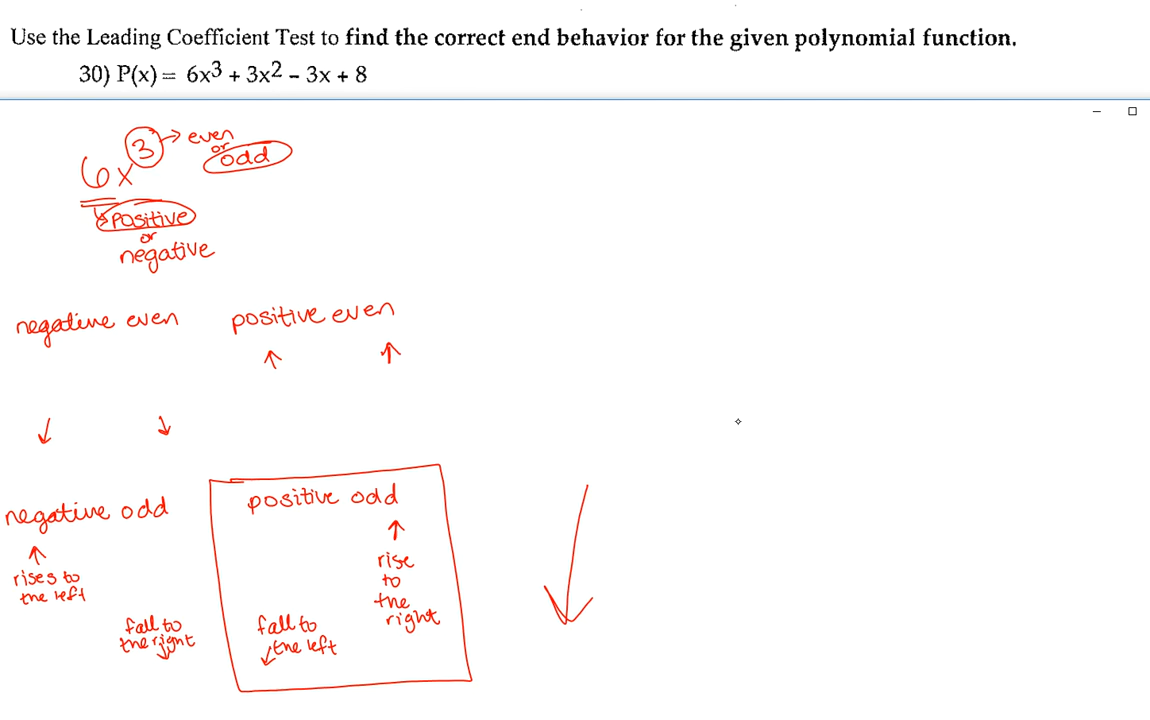 Use the Leading Coefficient Test to find the correct end behavior for the given polynomial function.
30) P(x) = 6x³ + 3x² - 3x + 8
6x³ → even
or
odd
positive
or
negative
negative even
positive even
negative odd
rises to
the left
fall to
the right
positive odd
rise
to
the
right
fall to
the left